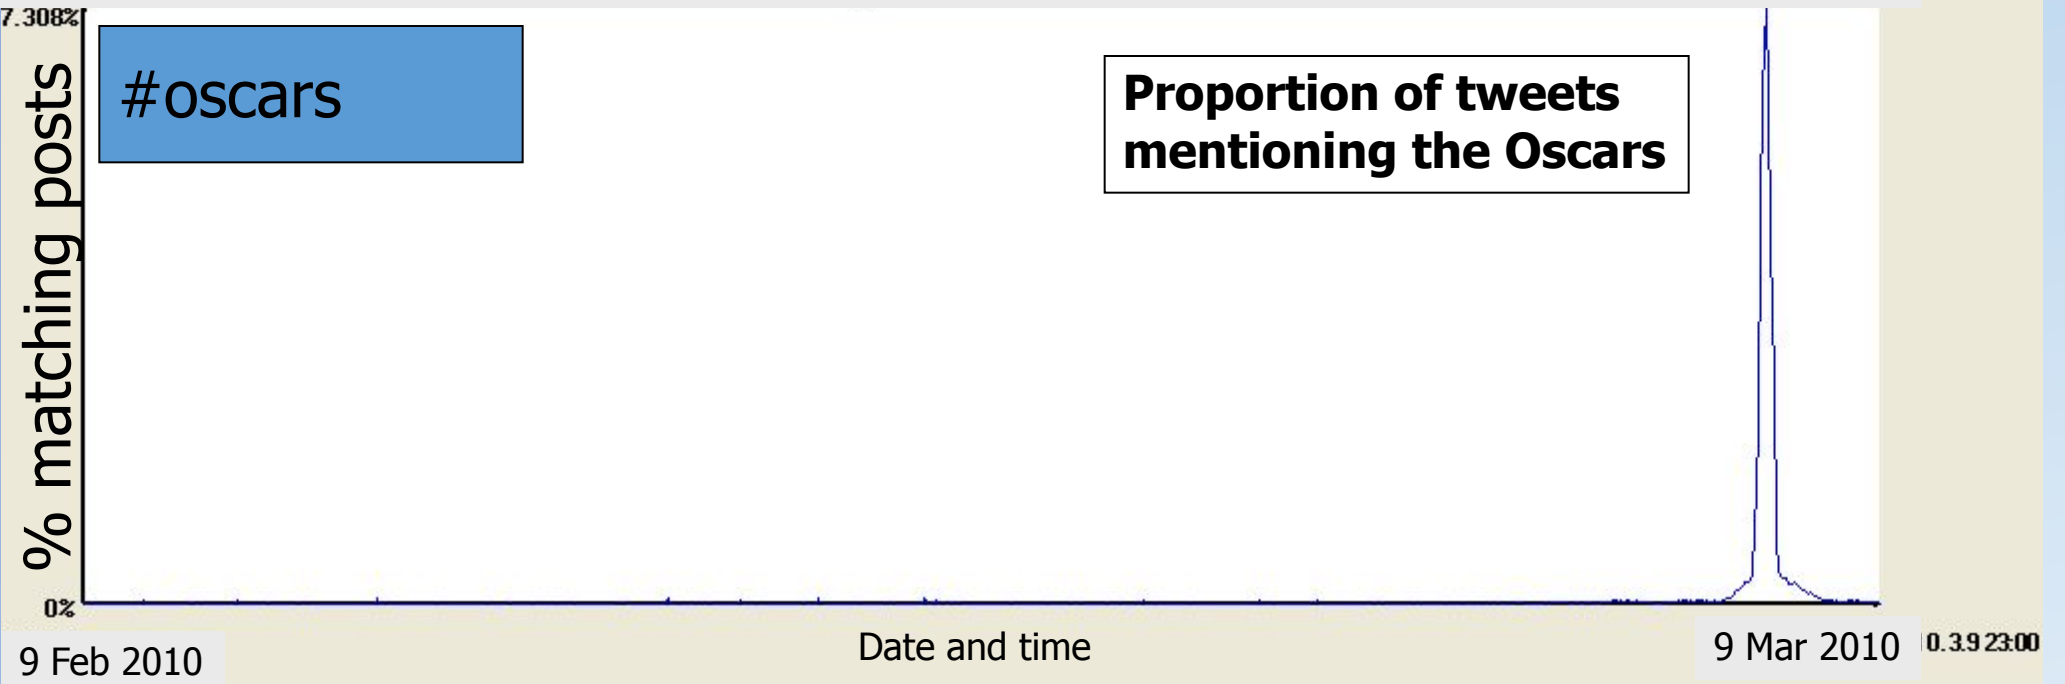 7.308%
#oscars
Proportion of tweets
mentioning the Oscars
% matching posts
0%
9 Feb 2010
Date and time
9 Mar 2010
0.3.9 23:00